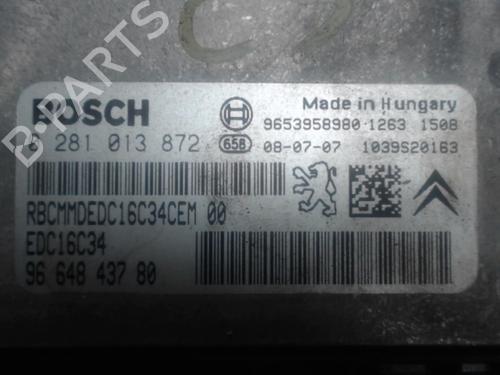 B-PARTS
BOSCH
Made in Hungary
9653958980·1263 1508
0 281 013 872
658
08-07-07 1039S20163
RBCMMDEDC16C34CEM 00
EDC16C34
96 648 437 80